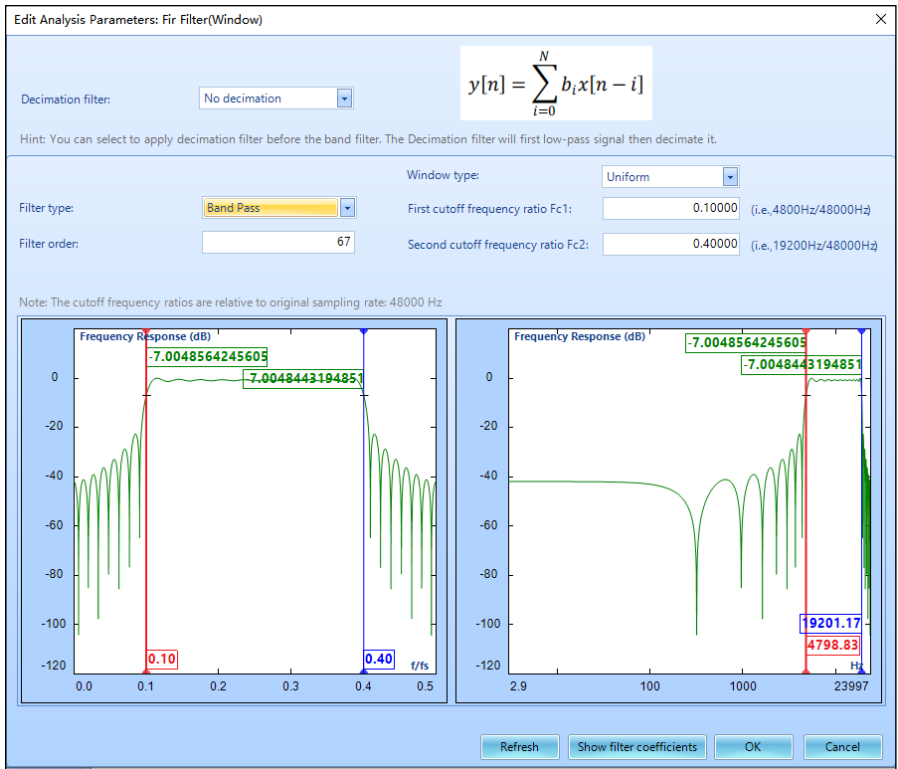 Edit Analysis Parameters: Fir Filter(Window)
N
y[n] = ∑ bᵢx[n − i]
i=0
Decimation filter: No decimation
Hint: You can select to apply decimation filter before the band filter. The Decimation filter will first low-pass signal then decimate it.
Window type: Uniform
Filter type: Band Pass First cutoff frequency ratio Fc1: 0.10000 (i.e.,4800Hz/48000Hz)
Filter order: 67 Second cutoff frequency ratio Fc2: 0.40000 (i.e.,19200Hz/48000Hz)
Note: The cutoff frequency ratios are relative to original sampling rate: 48000 Hz
Frequency Response (dB)
-7.0048564245605
-7.0048443194851
0
-20
-40
-60
-80
-100
-120
0.10
0.40
f/fs
0.0 0.1 0.2 0.3 0.4 0.5
Frequency Response (dB)
-7.0048564245605
-7.0048443194851
0
-20
-40
-60
-80
-100
-120
19201.17
4798.83
Hz
2.9 100 1000 23997
Refresh Show filter coefficients OK Cancel